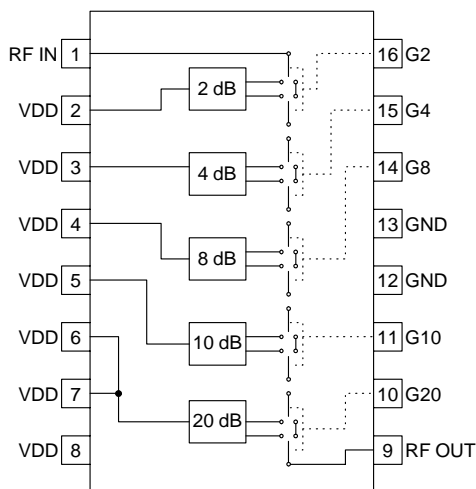 RF IN 1
VDD 2
VDD 3
VDD 4
VDD 5
VDD 6
VDD 7
VDD 8
2 dB
4 dB
8 dB
10 dB
20 dB
16 G2
15 G4
14 G8
13 GND
12 GND
11 G10
10 G20
9 RF OUT